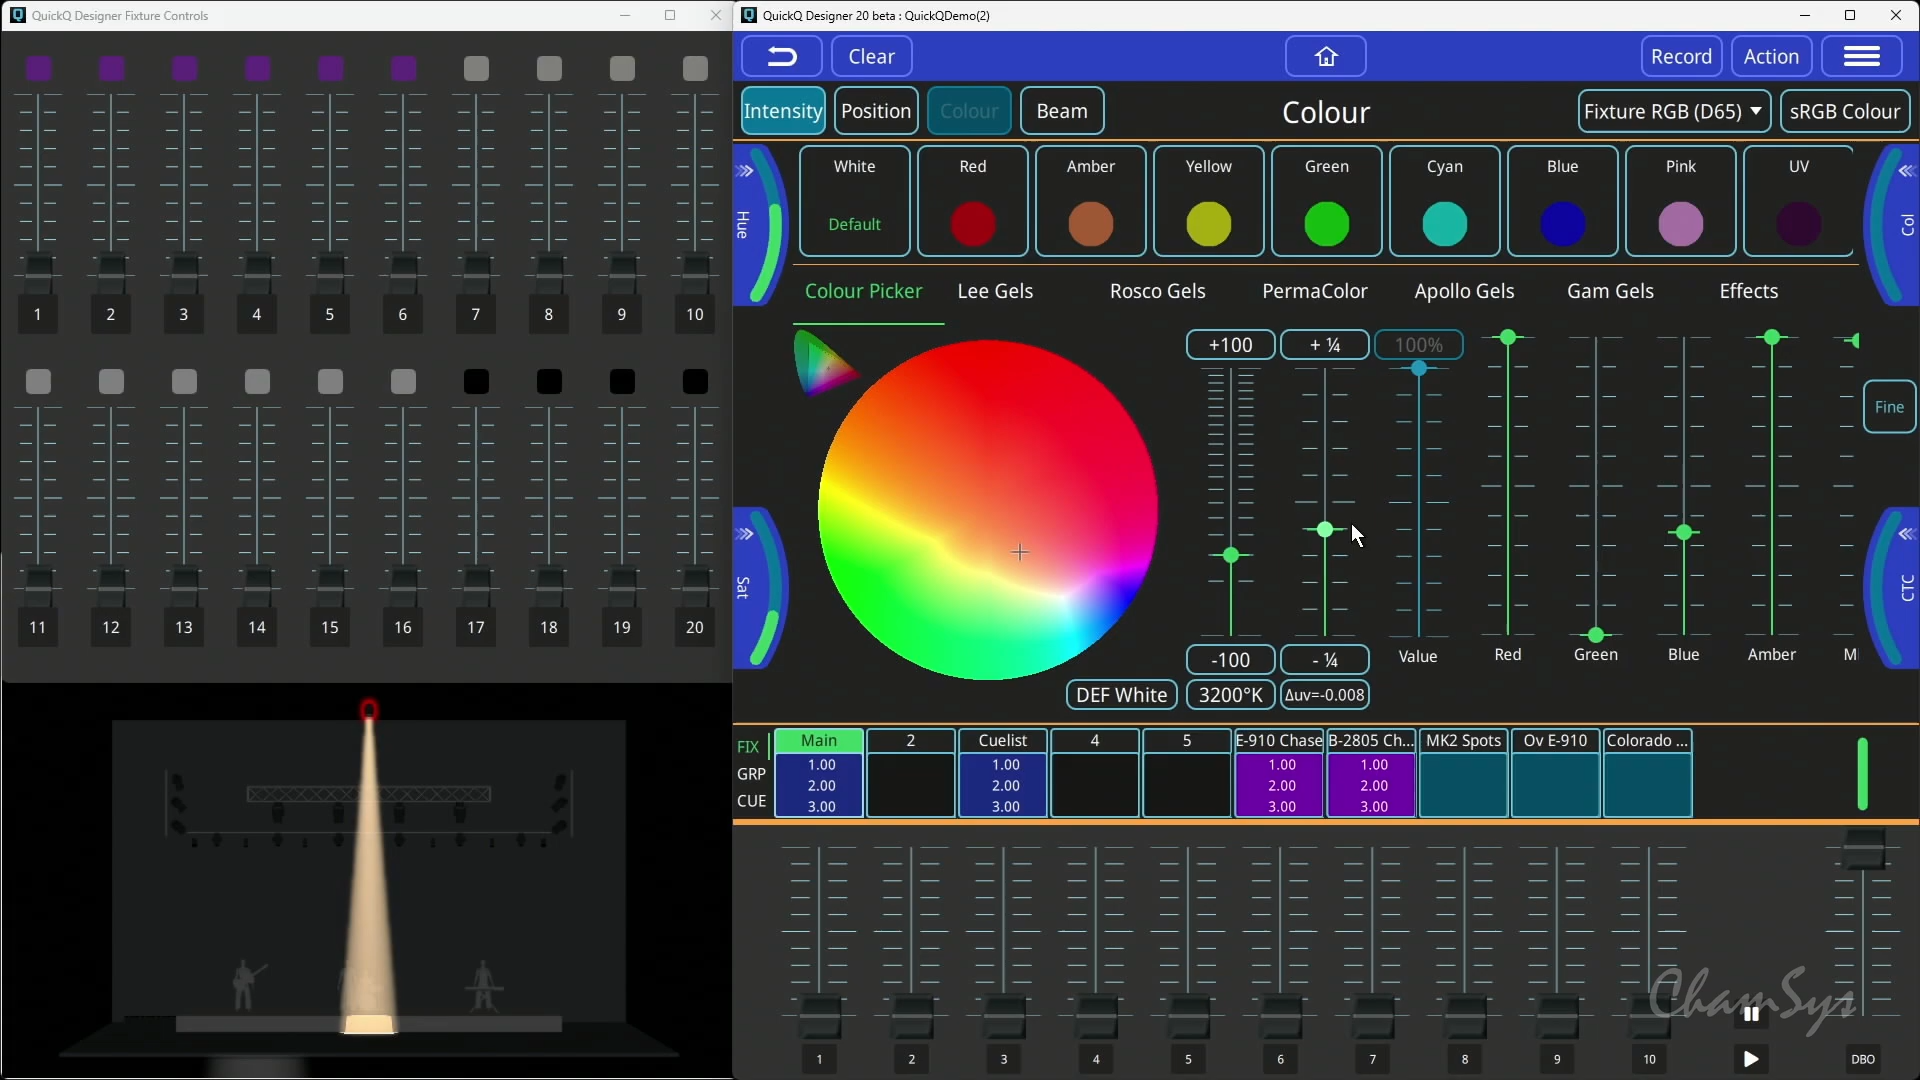 QuickQ Designer Fixture Controls
1 2 3 4 5 6 7 8 9 10
11 12 13 14 15 16 17 18 19 20
QuickQ Designer 20 beta : QuickQDemo(2)
Clear
Record
Action
Intensity
Position
Colour
Beam
Colour
Fixture RGB (D65)
sRGB Colour
Hue
White Red Amber Yellow Green Cyan Blue Pink UV
Default
Col
Colour Picker Lee Gels Rosco Gels PermaColor Apollo Gels Gam Gels Effects
+100 + ¼ 100%
Fine
Sat
CTC
-100 - ¼ Value Red Green Blue Amber
DEF White 3200°K Δuv=-0.008
FIX Main 2 Cuelist 4 5 E-910 Chase B-2805 Ch... MK2 Spots Ov E-910 Colorado ...
GRP
CUE
1.00 1.00 1.00 1.00
2.00 2.00 2.00 2.00
3.00 3.00 3.00 3.00
ChamSys
1 2 3 4 5 6 7 8 9 10 DBO